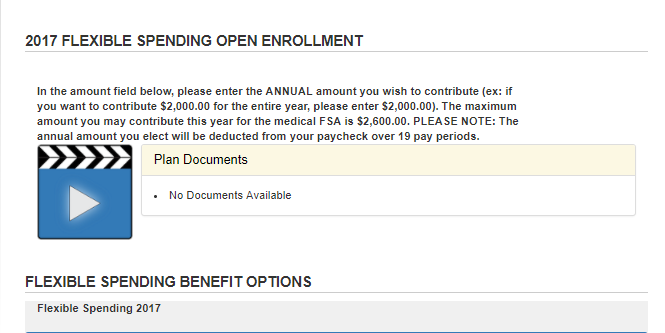 2017 FLEXIBLE SPENDING OPEN ENROLLMENT
In the amount field below, please enter the ANNUAL amount you wish to contribute (ex: if
you want to contribute $2,000.00 for the entire year, please enter $2,000.00). The maximum
amount you may contribute this year for the medical FSA is $2,600.00. PLEASE NOTE: The
annual amount you elect will be deducted from your paycheck over 19 pay periods.
Plan Documents
• No Documents Available
FLEXIBLE SPENDING BENEFIT OPTIONS
Flexible Spending 2017